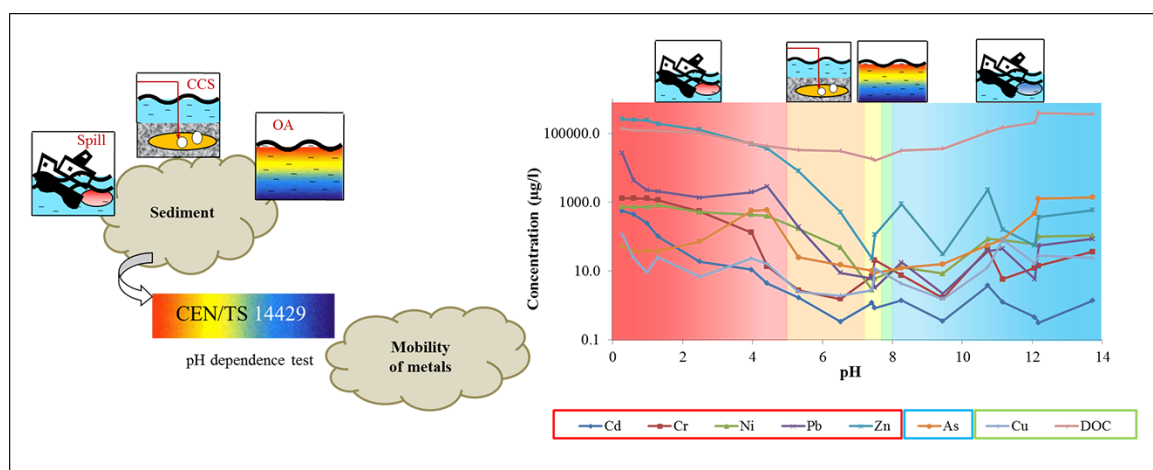 CCS
OA
Spill
Sediment
CEN/TS 14429
pH dependence test
Mobility
of metals
Concentration (µg/l)
100000.0
1000.0
10.0
0.1
0
2
4
6
8
10
12
14
pH
Cd
Cr
Ni
Pb
Zn
As
Cu
DOC